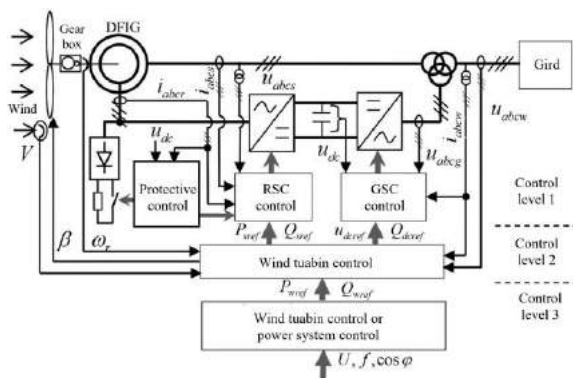 DFIG
Gear
box
Wind
V
i_abcr
i_abcs
u_abcs
i_abcw
Gird
u_abcw
u_dc
u_dc
u_abcg
Protective
control
RSC
control
GSC
control
Control
level 1
P_sref Q_sref
u_dcref Q_dcref
β ω_r
Wind tuabin control
Control
level 2
P_wref Q_wref
Control
level 3
Wind tuabin control or
power system control
U, f, cosφ